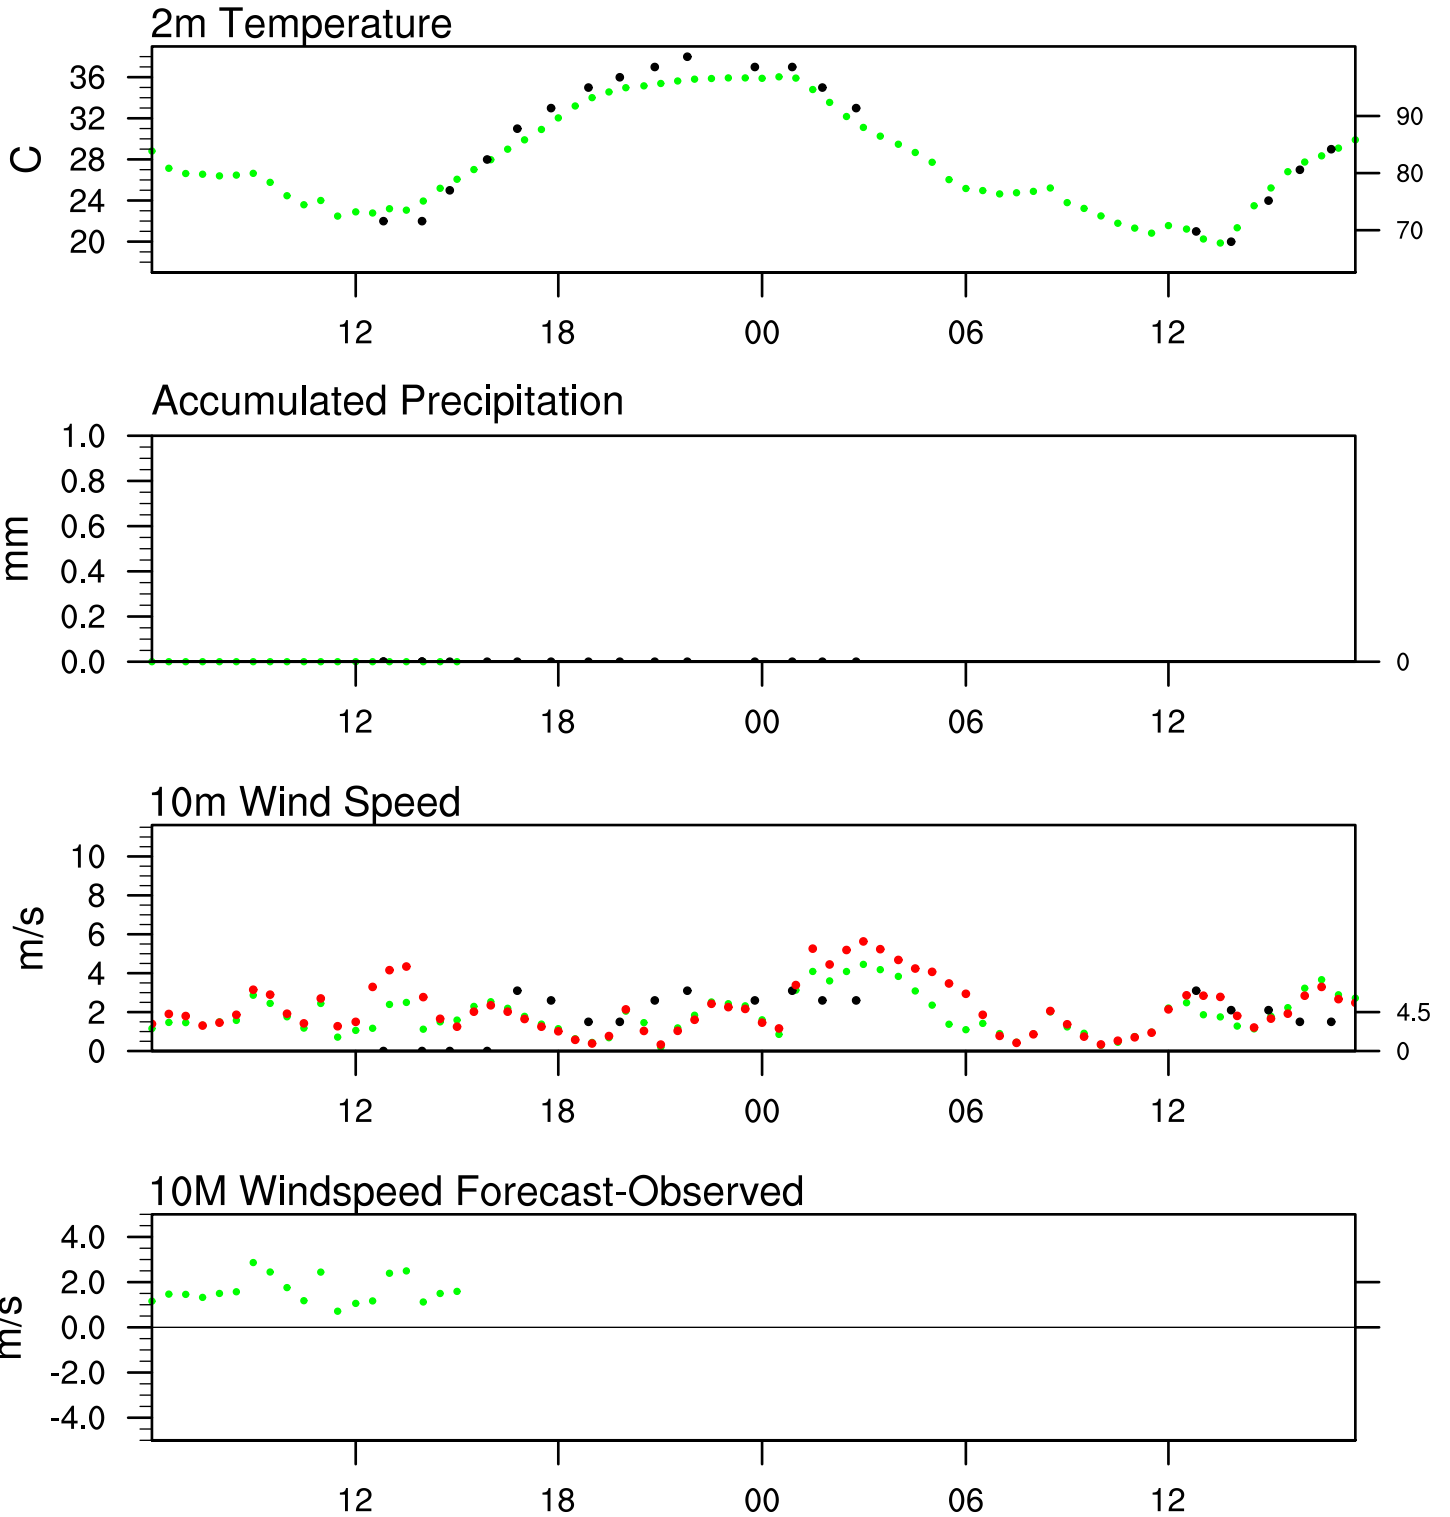 2m Temperature
36
32
28
24
20
C
90
80
70
12 18 00 06 12
Accumulated Precipitation
1.0
0.8
0.6
0.4
0.2
0.0
mm
0
12 18 00 06 12
10m Wind Speed
10
8
6
4
2
0
m/s
4.5
0
12 18 00 06 12
10M Windspeed Forecast-Observed
4.0
2.0
0.0
-2.0
-4.0
m/s
12 18 00 06 12